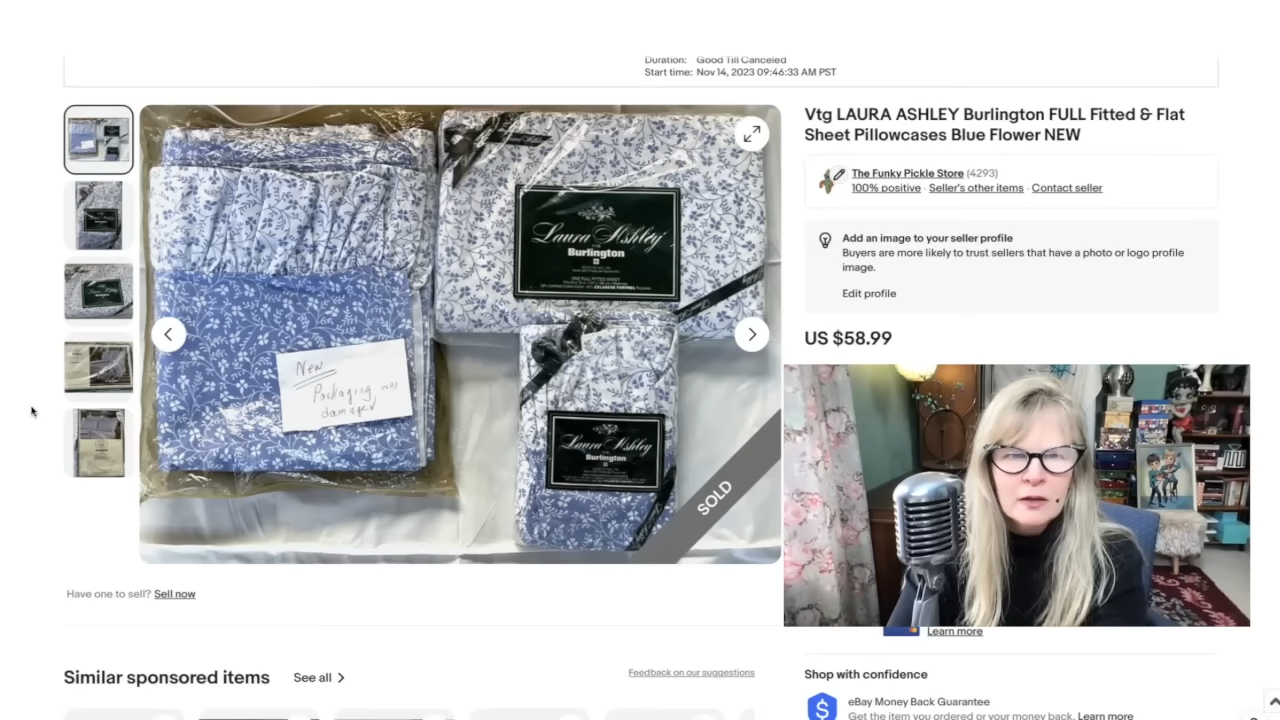 Duration: Good Till Canceled
Start time: Nov 14, 2023 09:46:33 AM PST
Vtg LAURA ASHLEY Burlington FULL Fitted & Flat
Sheet Pillowcases Blue Flower NEW
The Funky Pickle Store (4293)
100% positive · Seller's other items · Contact seller
Add an image to your seller profile
Buyers are more likely to trust sellers that have a photo or logo profile
image.
Edit profile
US $58.99
Laura Ashley
Burlington
New
Packaging was
damaged
Laura Ashley
Burlington
SOLD
Have one to sell? Sell now
Learn more
Similar sponsored items See all
Feedback on our suggestions
Shop with confidence
eBay Money Back Guarantee
Get the item you ordered or your money back. Learn more